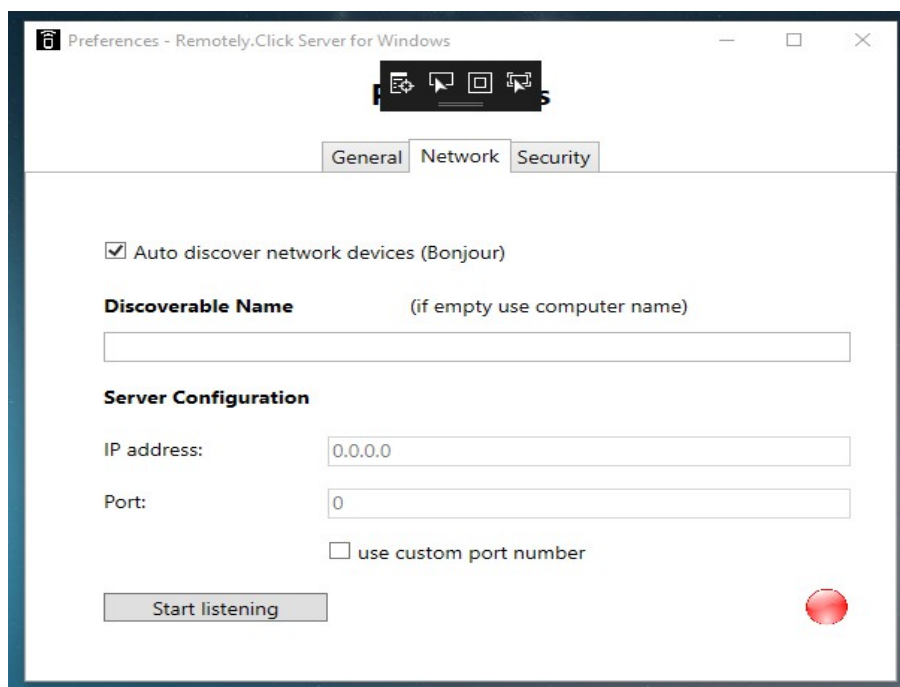 Preferences - Remotely.Click Server for Windows
General Network Security
Auto discover network devices (Bonjour)
Discoverable Name (if empty use computer name)
Server Configuration
IP address: 0.0.0.0
Port: 0
use custom port number
Start listening